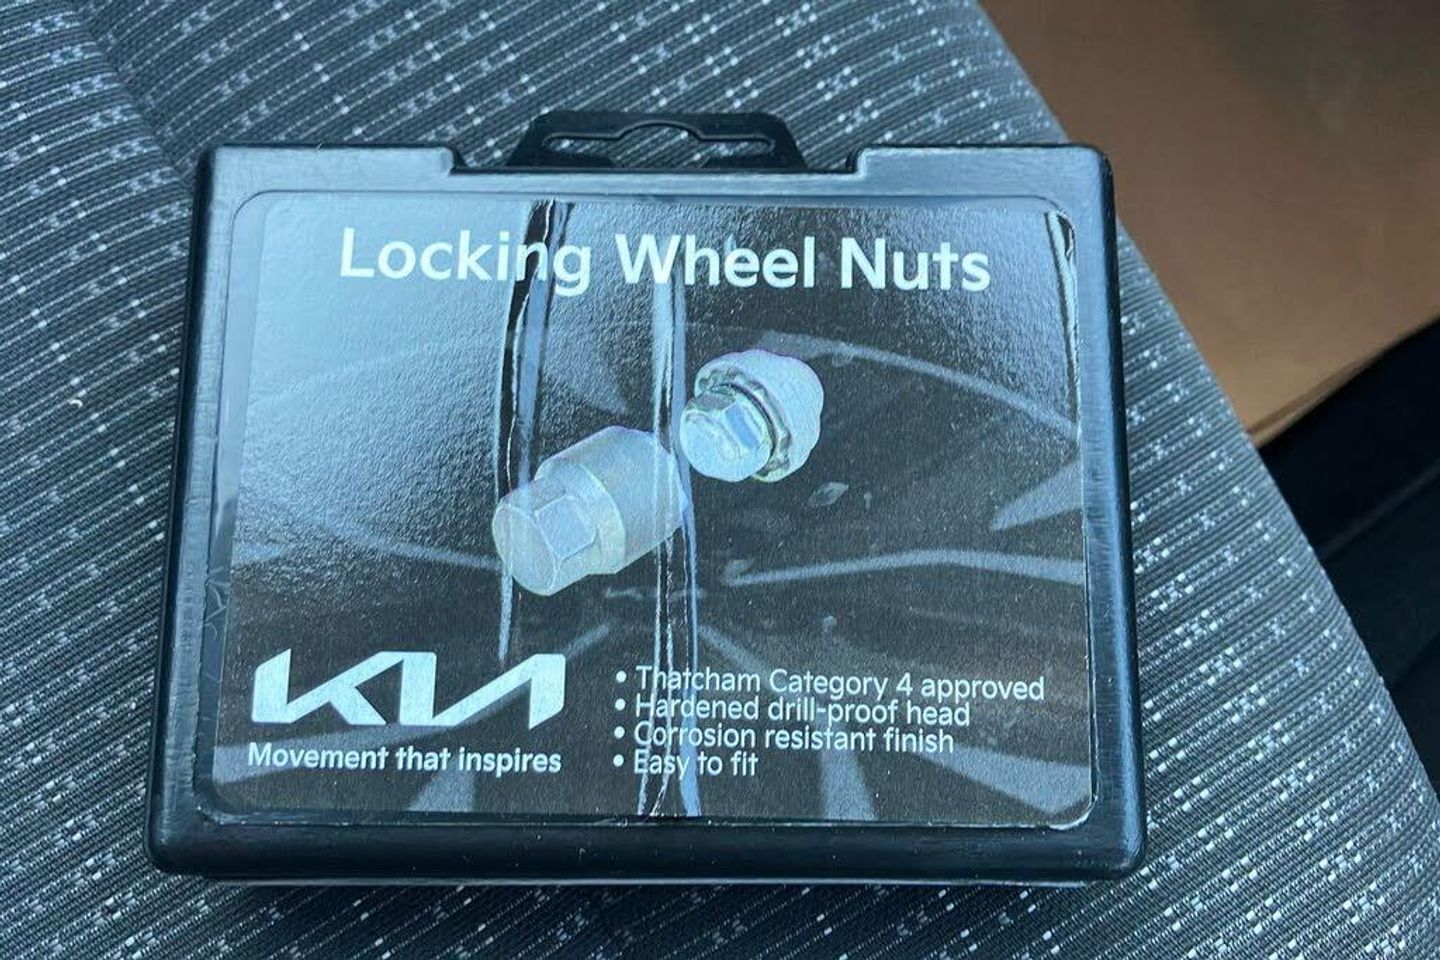 Locking Wheel Nuts
KIA
Movement that inspires
• Thatcham Category 4 approved
• Hardened drill-proof head
• Corrosion resistant finish
• Easy to fit